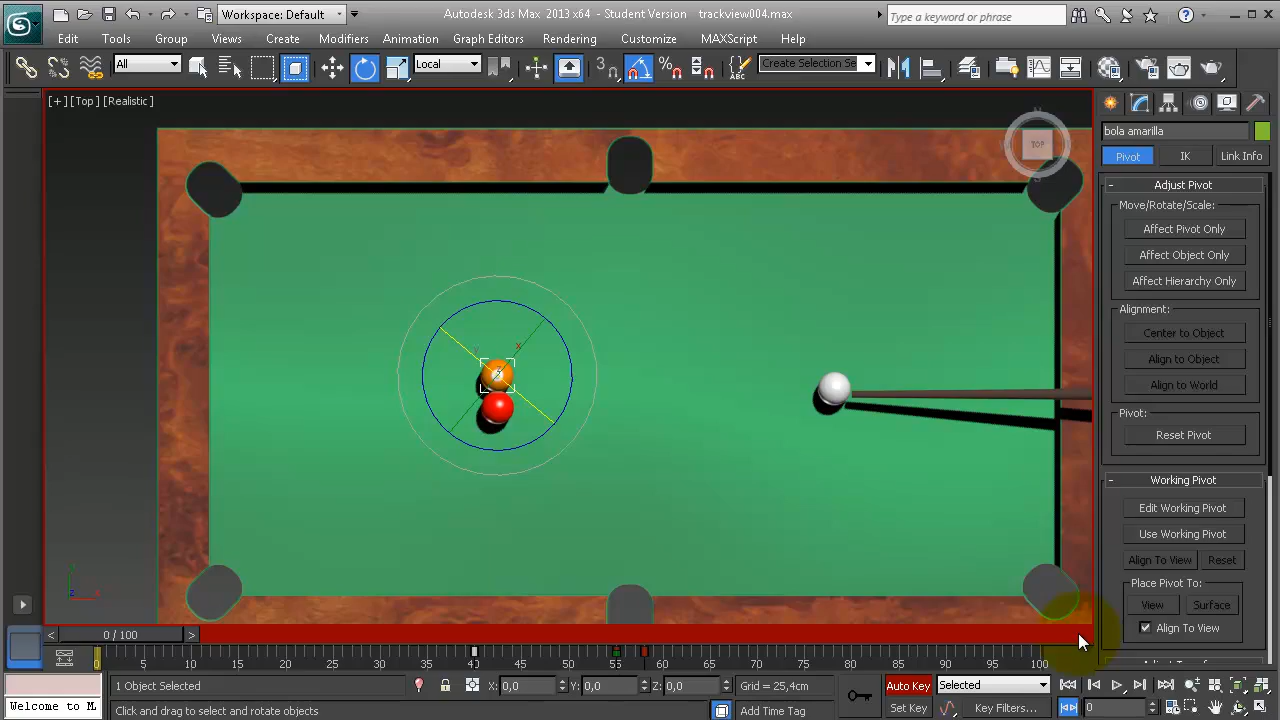 Workspace: Default
Autodesk 3ds Max 2013 x64 - Student Version trackview004.max
Type a keyword or phrase
Edit Tools Group Views Create Modifiers Animation Graph Editors Rendering Customize MAXScript Help
All
Local
3
Create Selection Se
[+] [Top] [Realistic]
TOP
bola amarilla
Pivot IK Link Info
- Adjust Pivot
Move/Rotate/Scale:
Affect Pivot Only
Affect Object Only
Affect Hierarchy Only
Alignment:
Center to Object
Align to Object
Align to World
Pivot:
Reset Pivot
- Working Pivot
Edit Working Pivot
Use Working Pivot
Align To View Reset
Place Pivot To:
View Surface
Align To View
x
< 0 / 100 >
0 5 10 15 20 25 30 35 40 45 50 55 60 65 70 75 80 85 90 95 100
1 Object Selected X: 0,0 Y: 0,0 Z: 0,0 Grid = 25,4cm Auto Key Selected
Welcome to M. Click and drag to select and rotate objects Add Time Tag Set Key Key Filters... 0